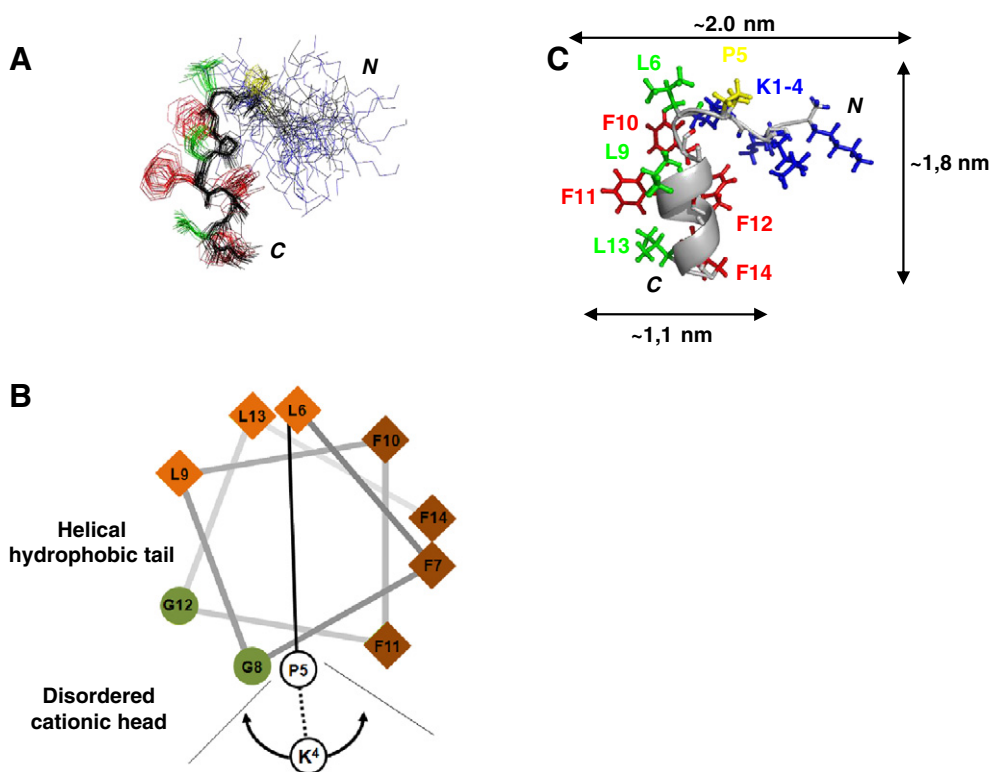 A
N
C
C
~2.0 nm
P5
L6
K1-4
N
F10
L9
F11
F12
L13
F14
C
~1,8 nm
~1,1 nm
B
L13
L6
F10
L9
F14
Helical
hydrophobic tail
F7
G12
F11
G8
P5
Disordered
cationic head
K⁴